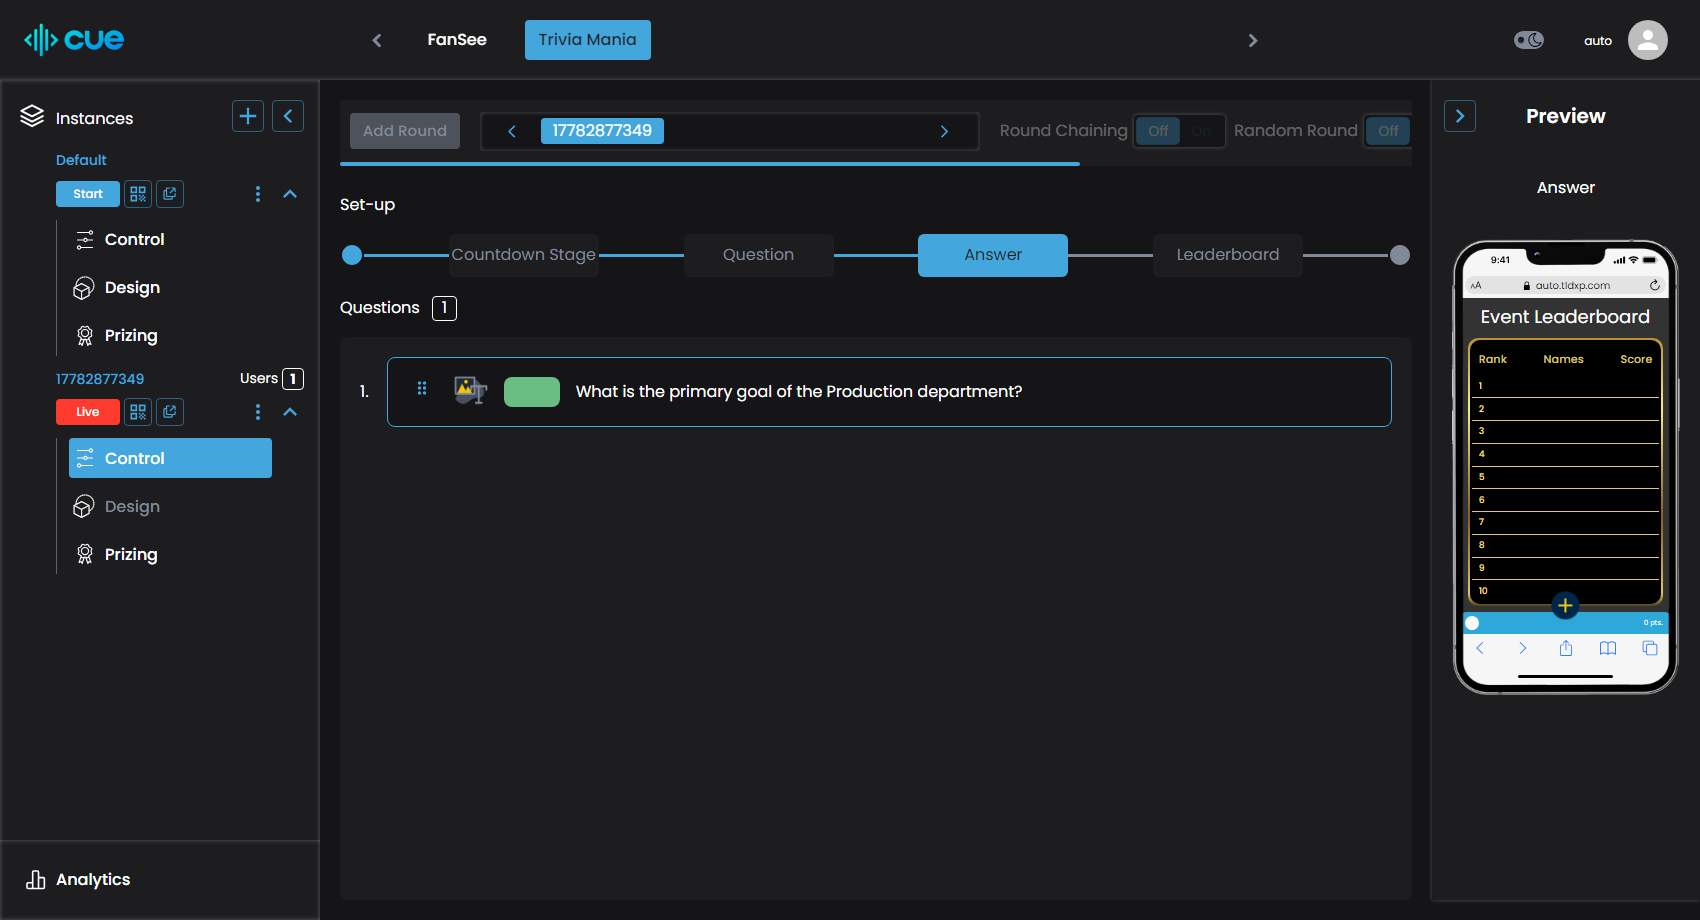 cue
FanSee
Trivia Mania
auto
Instances
Default
Start
Control
Design
Prizing
17782877349
Users 1
Live
Control
Design
Prizing
Analytics
Add Round
17782877349
Round Chaining
Off
On
Random Round
Off
Set-up
Countdown Stage
Question
Answer
Leaderboard
Questions 1
1.
What is the primary goal of the Production department?
Preview
Answer
9:41
AA
auto.tldxp.com
Event Leaderboard
Rank Names Score
1
2
3
4
5
6
7
8
9
10
0 pts.